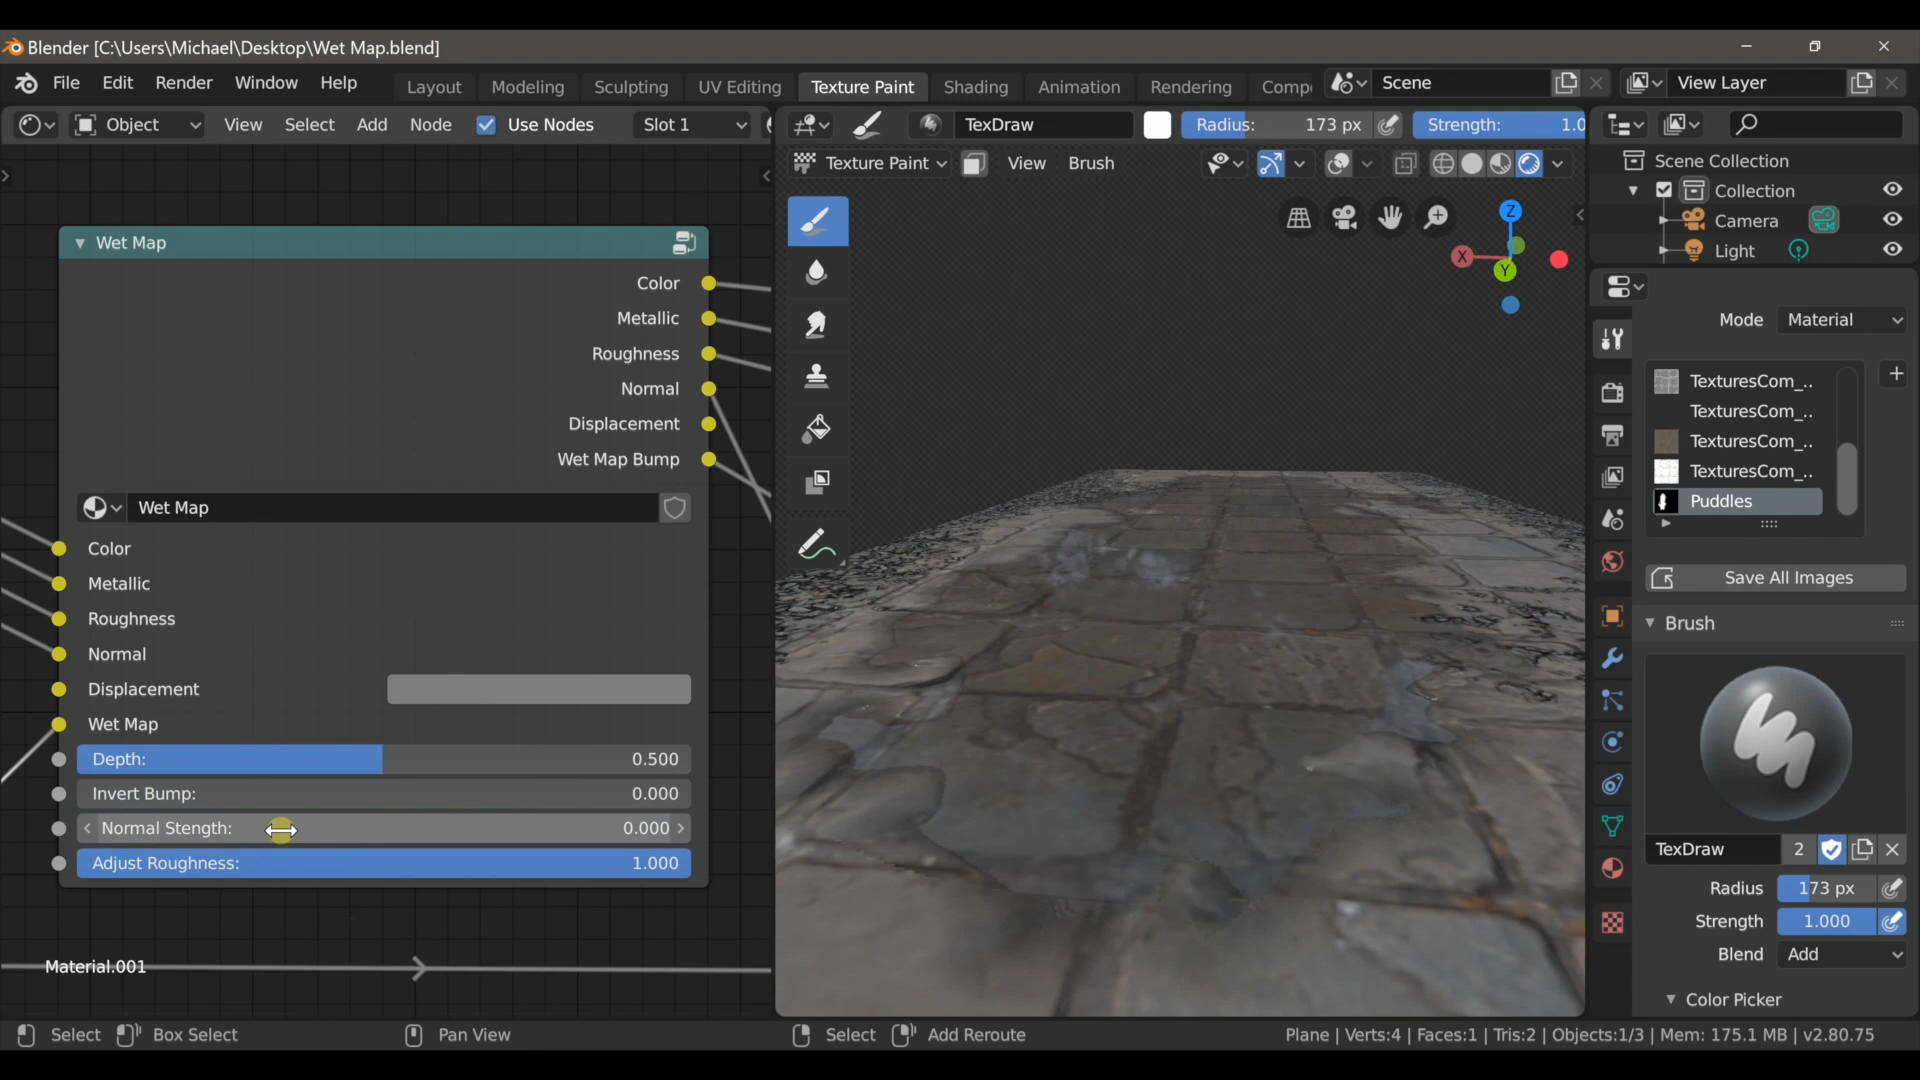 Blender [C:\Users\Michael\Desktop\Wet Map.blend]
File Edit Render Window Help Layout Modeling Sculpting UV Editing Texture Paint Shading Animation Rendering Comp Scene View Layer
Object View Select Add Node Use Nodes Slot 1 TexDraw Radius: 173 px Strength: 1.0
Texture Paint View Brush
Scene Collection
Collection
Camera
Light
Z
X
Y
Mode Material
TexturesCom_..
TexturesCom_..
TexturesCom_..
TexturesCom_..
Puddles
Save All Images
Brush
TexDraw 2
Radius 173 px
Strength 1.000
Blend Add
Color Picker
Wet Map
Color
Metallic
Roughness
Normal
Displacement
Wet Map Bump
Wet Map
Color
Metallic
Roughness
Normal
Displacement
Wet Map
Depth: 0.500
Invert Bump: 0.000
Normal Stength: 0.000
Adjust Roughness: 1.000
Material.001
Select Box Select Pan View Select Add Reroute Plane | Verts:4 | Faces:1 | Tris:2 | Objects:1/3 | Mem: 175.1 MB | v2.80.75